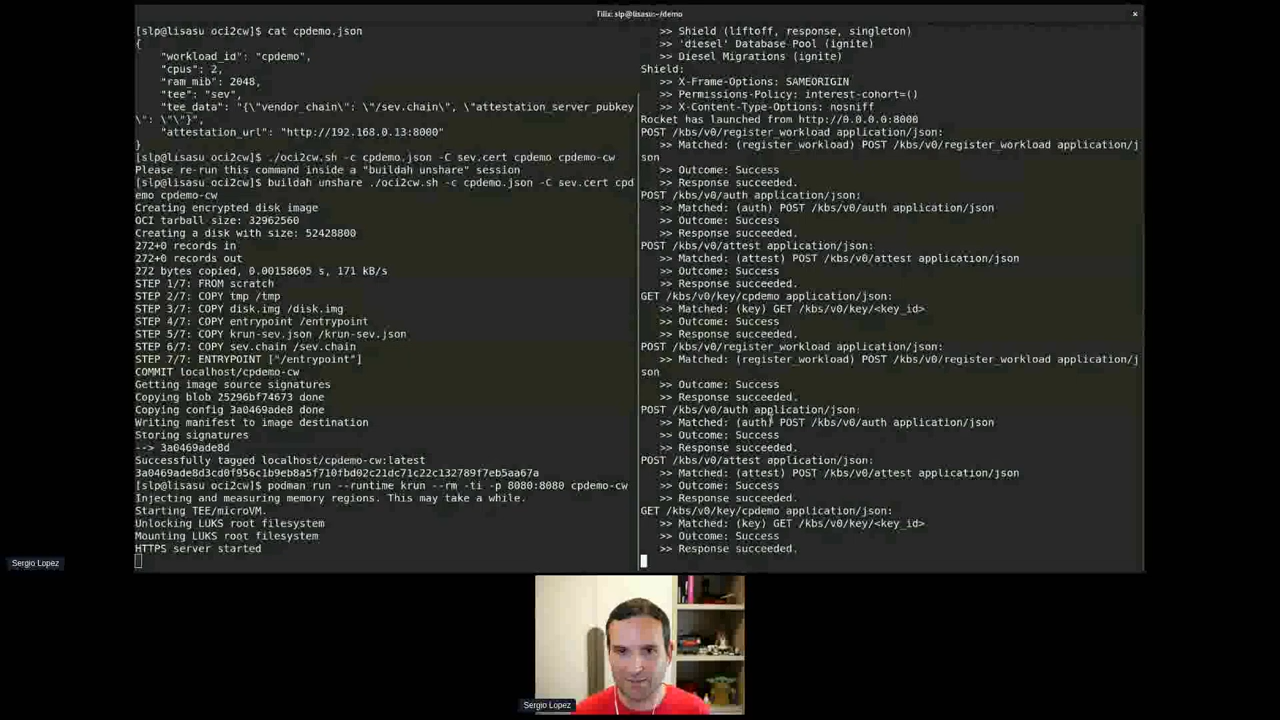 Tilix: slp@lisasu:~/demo
[slp@lisasu oci2cw]$ cat cpdemo.json
{
    "workload_id": "cpdemo",
    "cpus": 2,
    "ram_mib": 2048,
    "tee": "sev",
    "tee_data": "{\"vendor_chain\": \"/sev.chain\", \"attestation_server_pubkey
\": \"\"}",
    "attestation_url": "http://192.168.0.13:8000"
}
[slp@lisasu oci2cw]$ ./oci2cw.sh -c cpdemo.json -C sev.cert cpdemo cpdemo-cw
Please re-run this command inside a "buildah unshare" session
[slp@lisasu oci2cw]$ buildah unshare ./oci2cw.sh -c cpdemo.json -C sev.cert cpd
emo cpdemo-cw
Creating encrypted disk image
OCI tarball size: 32962560
Creating a disk with size: 52428800
272+0 records in
272+0 records out
272 bytes copied, 0.00158605 s, 171 kB/s
STEP 1/7: FROM scratch
STEP 2/7: COPY tmp /tmp
STEP 3/7: COPY disk.img /disk.img
STEP 4/7: COPY entrypoint /entrypoint
STEP 5/7: COPY krun-sev.json /krun-sev.json
STEP 6/7: COPY sev.chain /sev.chain
STEP 7/7: ENTRYPOINT ["/entrypoint"]
COMMIT localhost/cpdemo-cw
Getting image source signatures
Copying blob 25296bf74673 done
Copying config 3a0469ade8 done
Writing manifest to image destination
Storing signatures
--> 3a0469ade8d
Successfully tagged localhost/cpdemo-cw:latest
3a0469ade8d3cd0f956c1b9eb8a5f710fbd02c21dc71c22c132789f7eb5aa67a
[slp@lisasu oci2cw]$ podman run --runtime krun --rm -ti -p 8080:8080 cpdemo-cw
Injecting and measuring memory regions. This may take a while.
Starting TEE/microVM.
Unlocking LUKS root filesystem
Mounting LUKS root filesystem
HTTPS server started
   >> Shield (liftoff, response, singleton)
   >> 'diesel' Database Pool (ignite)
   >> Diesel Migrations (ignite)
Shield:
   >> X-Frame-Options: SAMEORIGIN
   >> Permissions-Policy: interest-cohort=()
   >> X-Content-Type-Options: nosniff
Rocket has launched from http://0.0.0.0:8000
POST /kbs/v0/register_workload application/json:
   >> Matched: (register_workload) POST /kbs/v0/register_workload application/j
son
   >> Outcome: Success
   >> Response succeeded.
POST /kbs/v0/auth application/json:
   >> Matched: (auth) POST /kbs/v0/auth application/json
   >> Outcome: Success
   >> Response succeeded.
POST /kbs/v0/attest application/json:
   >> Matched: (attest) POST /kbs/v0/attest application/json
   >> Outcome: Success
   >> Response succeeded.
GET /kbs/v0/key/cpdemo application/json:
   >> Matched: (key) GET /kbs/v0/key/<key_id>
   >> Outcome: Success
   >> Response succeeded.
POST /kbs/v0/register_workload application/json:
   >> Matched: (register_workload) POST /kbs/v0/register_workload application/j
son
   >> Outcome: Success
   >> Response succeeded.
POST /kbs/v0/auth application/json:
   >> Matched: (auth) POST /kbs/v0/auth application/json
   >> Outcome: Success
   >> Response succeeded.
POST /kbs/v0/attest application/json:
   >> Matched: (attest) POST /kbs/v0/attest application/json
   >> Outcome: Success
   >> Response succeeded.
GET /kbs/v0/key/cpdemo application/json:
   >> Matched: (key) GET /kbs/v0/key/<key_id>
   >> Outcome: Success
   >> Response succeeded.
Sergio Lopez
Sergio Lopez